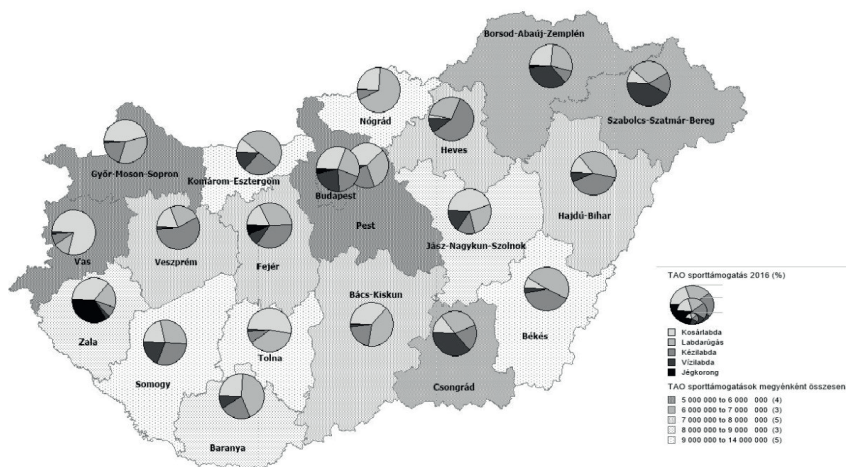 Borsod-Abaúj-Zemplén
Nógrád
Szabolcs-Szatmár-Bereg
Heves
Győr-Moson-Sopron
Komárom-Esztergom
Budapest
Hajdú-Bihar
Pest
Jász-Nagykun-Szolnok
Vas
Veszprém
Fejér
Bács-Kiskun
Békés
Zala
Tolna
Somogy
Csongrád
Baranya
TAO sporttámogatás 2016 (%)
Kosárlabda
Labdarúgás
Kézilabda
Vízilabda
Jégkorong
TAO sporttámogatások megyénként összesen
5 000 000 to 6 000 000 (4)
6 000 000 to 7 000 000 (3)
7 000 000 to 8 000 000 (5)
8 000 000 to 9 000 000 (3)
9 000 000 to 14 000 000 (5)